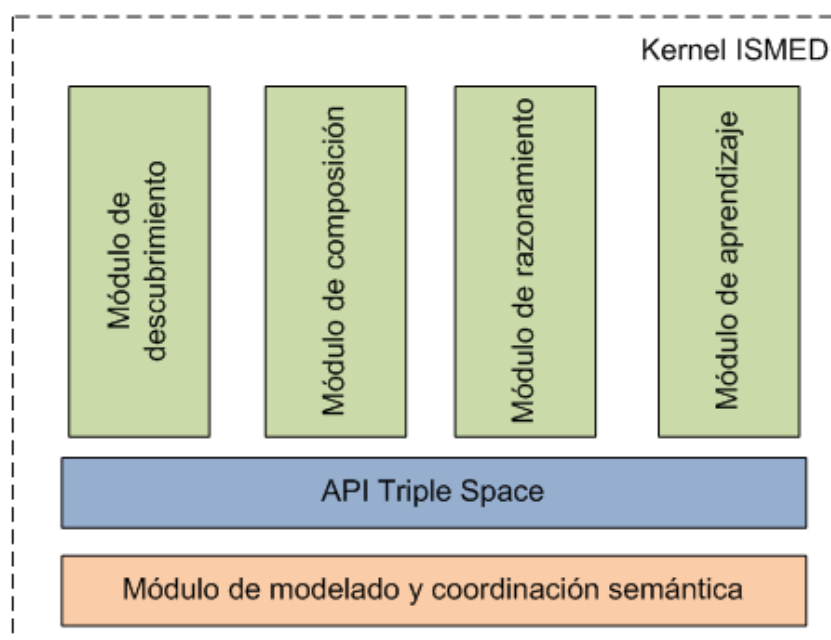 Kernel ISMED
Módulo de
descubrimiento
Módulo de composición
Módulo de razonamiento
Módulo de aprendizaje
API Triple Space
Módulo de modelado y coordinación semántica